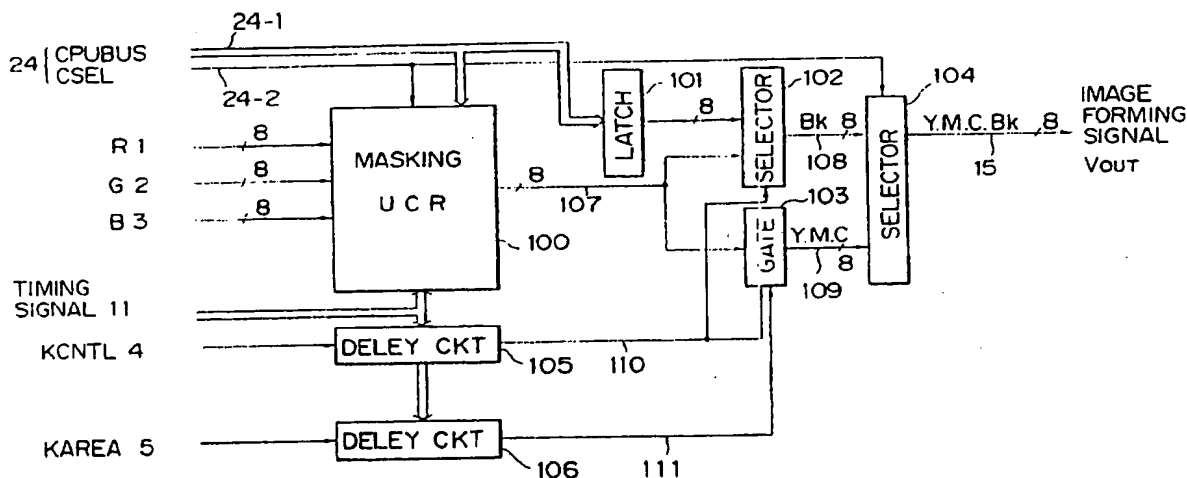 24-1
24 { CPUBUS
CSEL
24-2
101
LATCH
8
102
SELECTOR
Bk 8
108
104
SELECTOR
Y.M.C.Bk 8
15
IMAGE
FORMING
SIGNAL
VOUT
R 1 8
G 2 8
B 3 8
MASKING
U C R
100
8
107
103
GATE
Y.M.C
8
109
TIMING
SIGNAL 11
KCNTL 4
DELEY CKT
105
110
KAREA 5
DELEY CKT
106
111